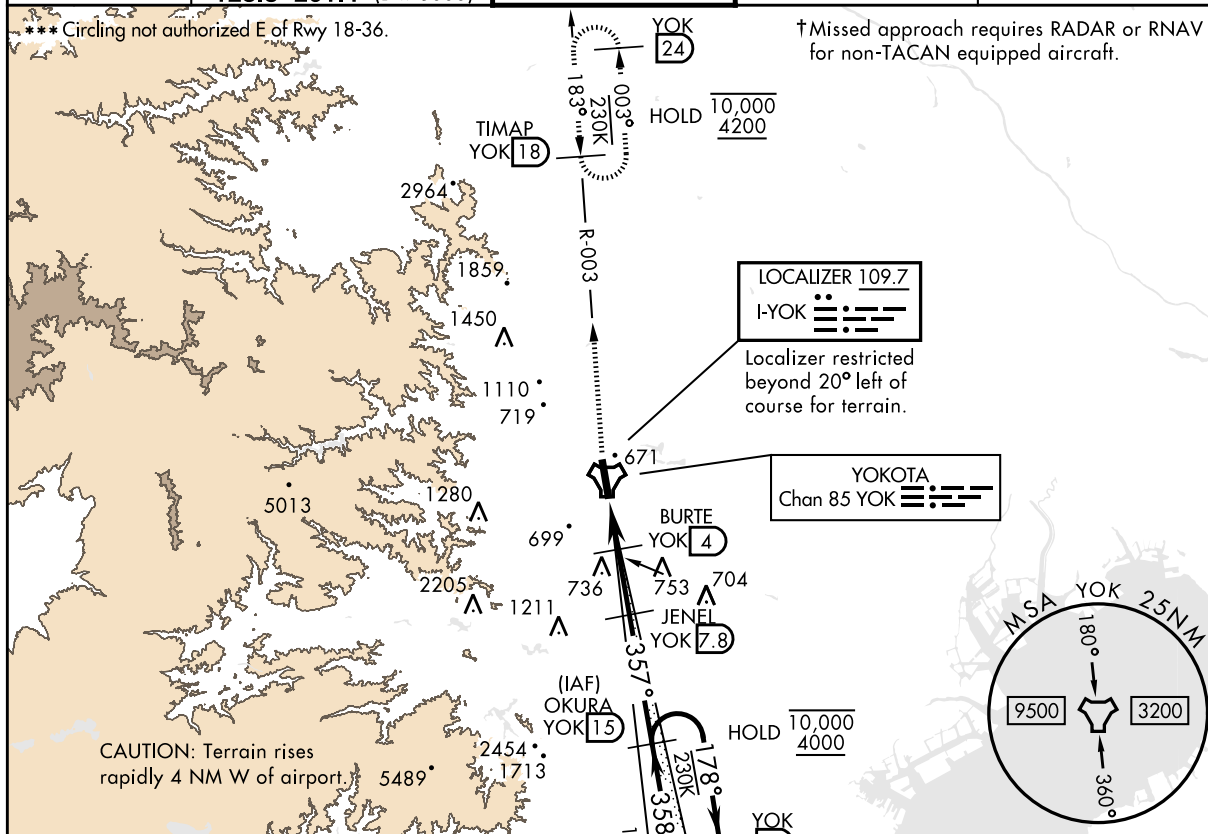 *** Circling not authorized E of Rwy 18-36.
†Missed approach requires RADAR or RNAV
for non-TACAN equipped aircraft.
YOK
24
183°
003°
230K
HOLD
10,000
4200
TIMAP
YOK 18
2964
R-003
1859
1450
LOCALIZER 109.7
I-YOK
Localizer restricted
beyond 20° left of
course for terrain.
1110
719
671
YOKOTA
Chan 85 YOK
5013
1280
699
BURTE
YOK 4
736
753
704
2205
1211
JENEL
YOK 7.8
357°
MSA YOK 25NM
180°
9500
3200
360°
(IAF)
OKURA
YOK 15
HOLD
10,000
4000
178°
230K
358
CAUTION: Terrain rises
rapidly 4 NM W of airport.
5489
2454
1713
YOK